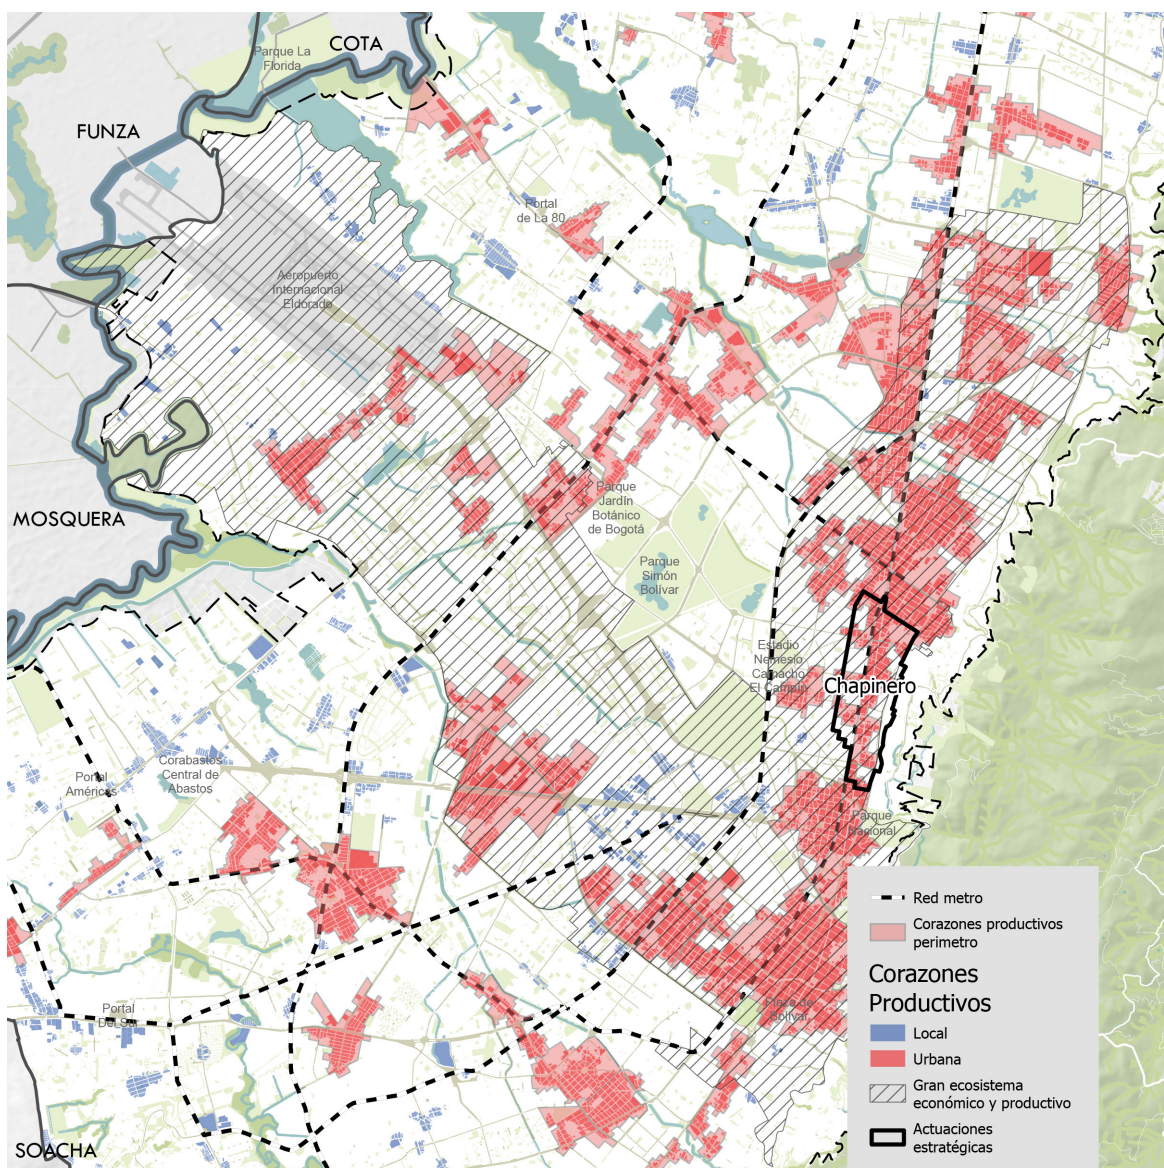 COTA
Parque La
Florida
FUNZA
Portal
de La 80
Aeropuerto
Internacional
Eldorado
MOSQUERA
Parque
Jardín
Botánico
de Bogotá
Parque
Simón
Bolívar
Estadio
Nemesio
Camacho
El Campín
Chapinero
Portal
Américas
Corabastos
Central de
Abastos
Parque
Nacional
Portal
Del Sur
Plaza de
Bolívar
SOACHA
Red metro
Corazones productivos
perimetro
Corazones
Productivos
Local
Urbana
Gran ecosistema
económico y productivo
Actuaciones
estratégicas